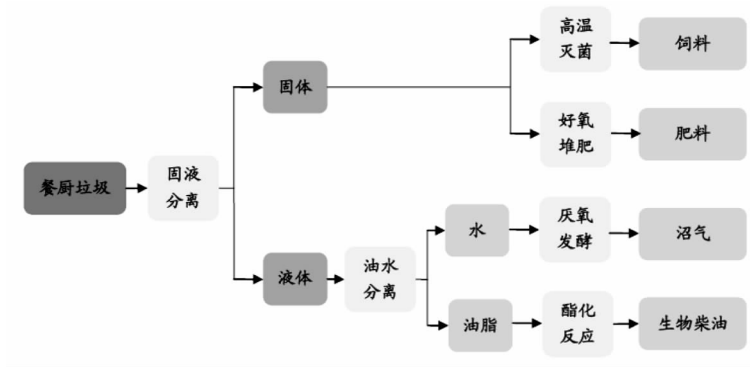 餐厨垃圾
固液
分离
固体
高温
灭菌
饲料
好氧
堆肥
肥料
液体
油水
分离
水
厌氧
发酵
沼气
油脂
酯化
反应
生物柴油